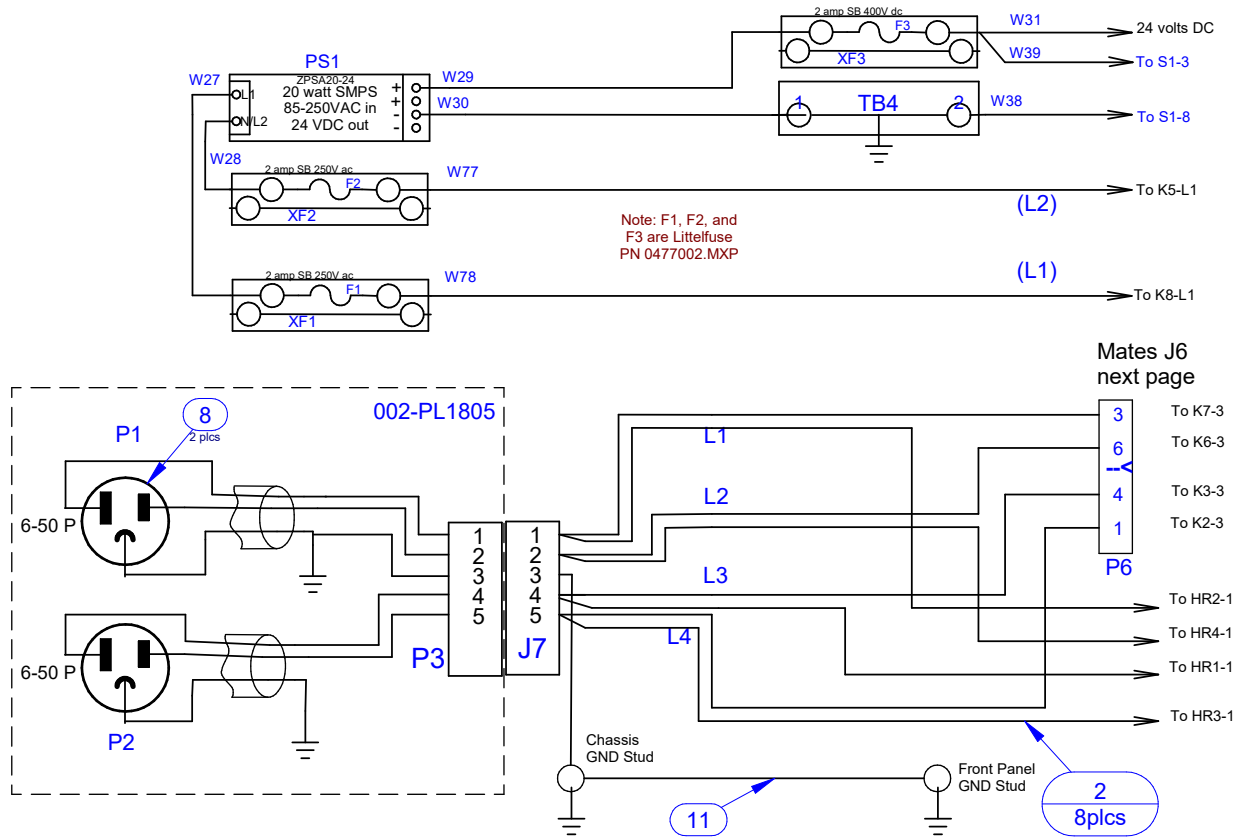 2 amp SB 400V dc
F3
XF3
W31
24 volts DC
W39
To S1-3
PS1
W27
ZPSA20-24
20 watt SMPS
85-250VAC in
24 VDC out
L1
N/L2
+
+
-
-
W29
W30
1
TB4
2
W38
To S1-8
W28
2 amp SB 250V ac
F2
XF2
W77
To K5-L1
(L2)
Note: F1, F2, and
F3 are Littelfuse
PN 0477002.MXP
2 amp SB 250V ac
F1
XF1
W78
(L1)
To K8-L1
Mates J6
next page
002-PL1805
8
2 plcs
P1
6-50 P
6-50 P
P2
1
2
3
4
5
P3
1
2
3
4
5
J7
L1
L2
L3
L4
3
6
--<
4
1
P6
To K7-3
To K6-3
To K3-3
To K2-3
To HR2-1
To HR4-1
To HR1-1
To HR3-1
Chassis
GND Stud
Front Panel
GND Stud
11
2
8plcs